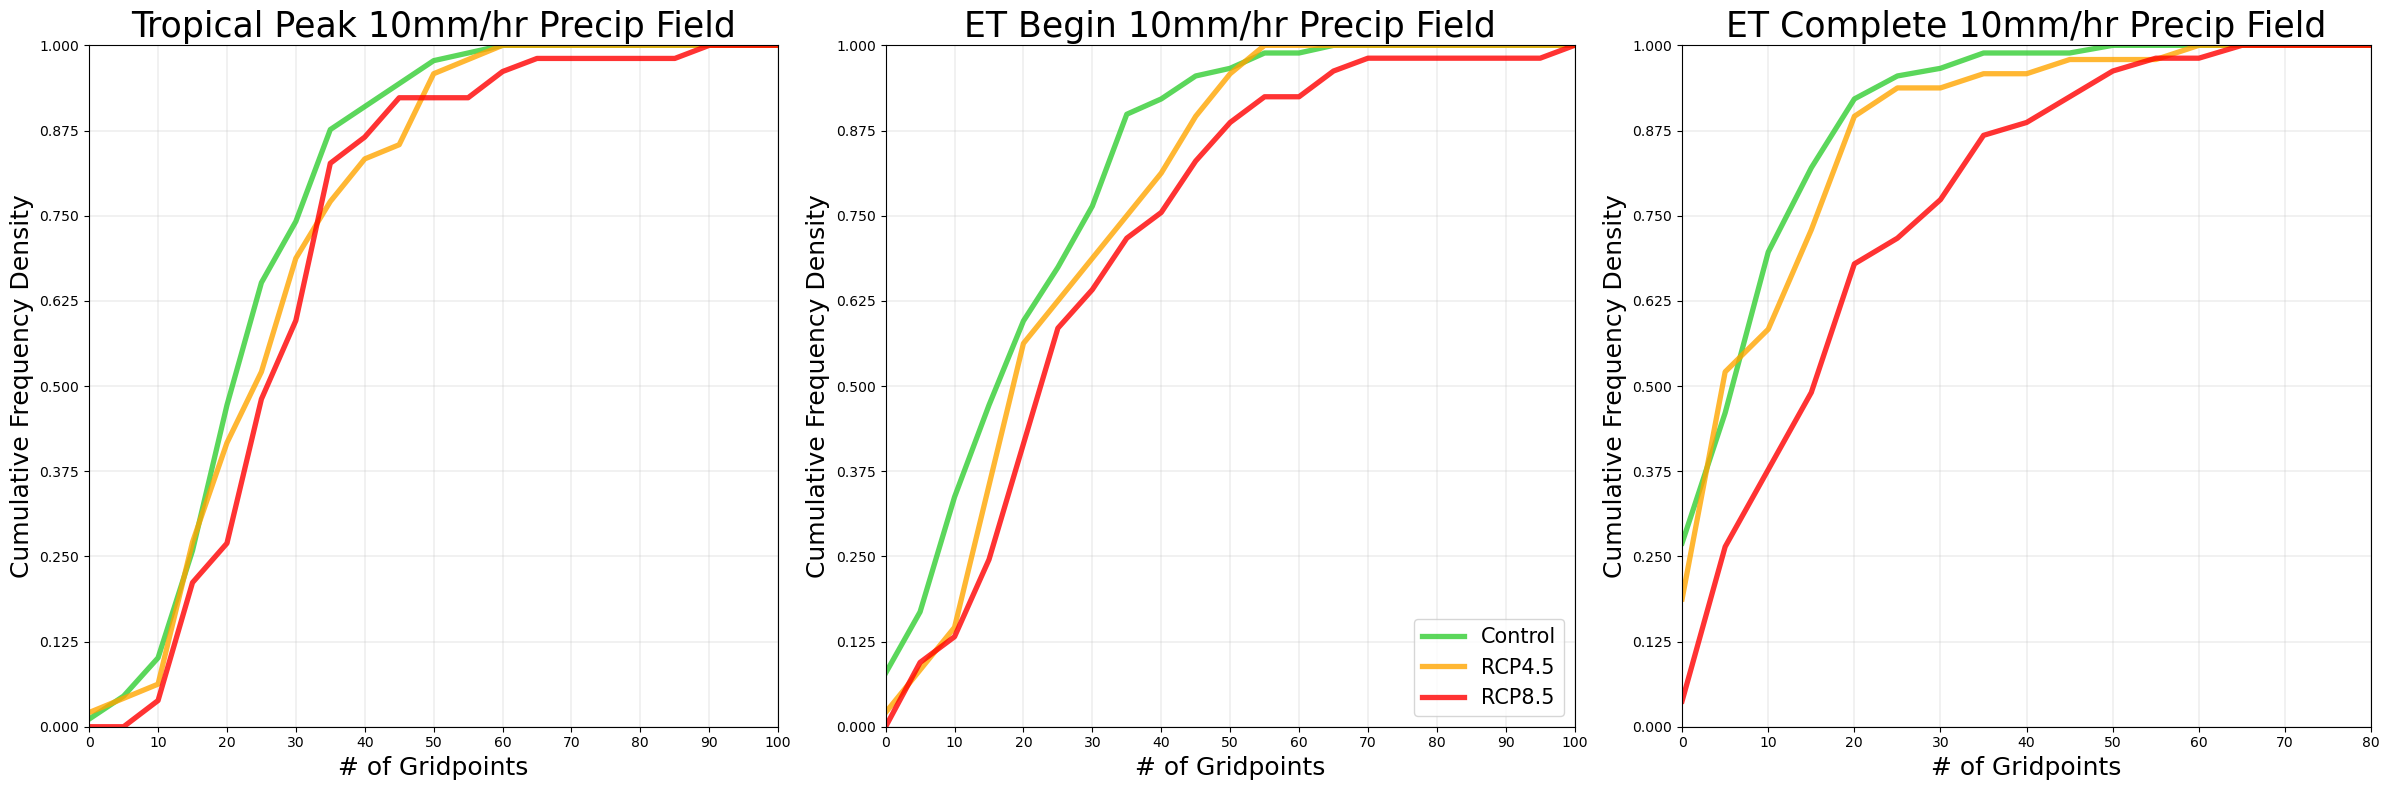 Tropical Peak 10mm/hr Precip Field
Cumulative Frequency Density
1.000
0.875
0.750
0.625
0.500
0.375
0.250
0.125
0.000
0 10 20 30 40 50 60 70 80 90 100
# of Gridpoints
ET Begin 10mm/hr Precip Field
Cumulative Frequency Density
1.000
0.875
0.750
0.625
0.500
0.375
0.250
0.125
0.000
Control
RCP4.5
RCP8.5
0 10 20 30 40 50 60 70 80 90 100
# of Gridpoints
ET Complete 10mm/hr Precip Field
Cumulative Frequency Density
1.000
0.875
0.750
0.625
0.500
0.375
0.250
0.125
0.000
0 10 20 30 40 50 60 70 80
# of Gridpoints